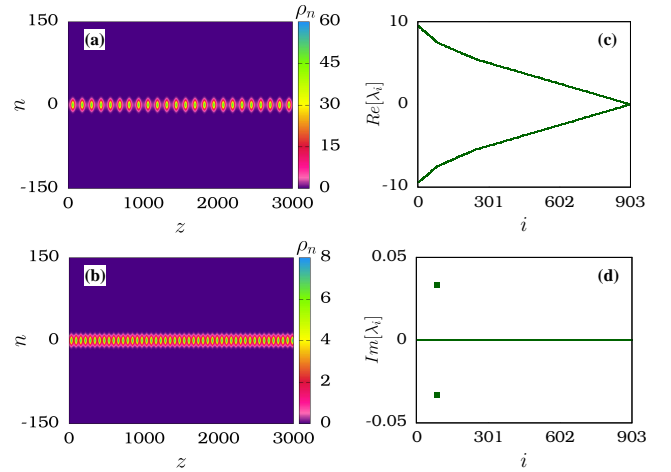 150 (a) ρn 60
n 0 45
30
15
-150 0
0 1000 2000 3000
z
10 (c)
Re[λi] 0
-10
0 301 602 903
i
150 (b) ρn 8
n 0 6
4
2
-150 0
0 1000 2000 3000
z
0.05 (d)
Im[λi] 0
-0.05
0 301 602 903
i